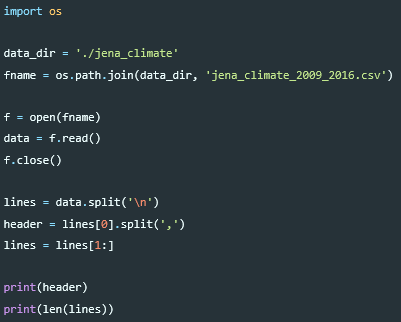 import os
data_dir = './jena_climate'
fname = os.path.join(data_dir, 'jena_climate_2009_2016.csv')
f = open(fname)
data = f.read()
f.close()
lines = data.split('\n')
header = lines[0].split(',')
lines = lines[1:]
print(header)
print(len(lines))